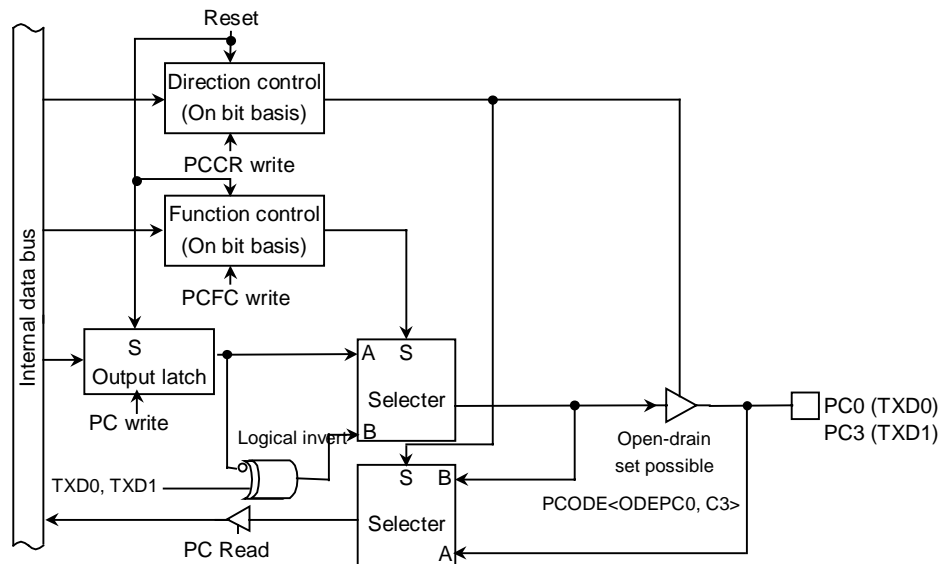 Reset
Direction control
(On bit basis)
PCCR write
Function control
(On bit basis)
PCFC write
Internal data bus
S
Output latch
PC write
A
S
Selecter
B
Logical invert
TXD0, TXD1
Open-drain
set possible
PC0 (TXD0)
PC3 (TXD1)
S
B
Selecter
A
PCODE<ODEPC0, C3>
PC Read